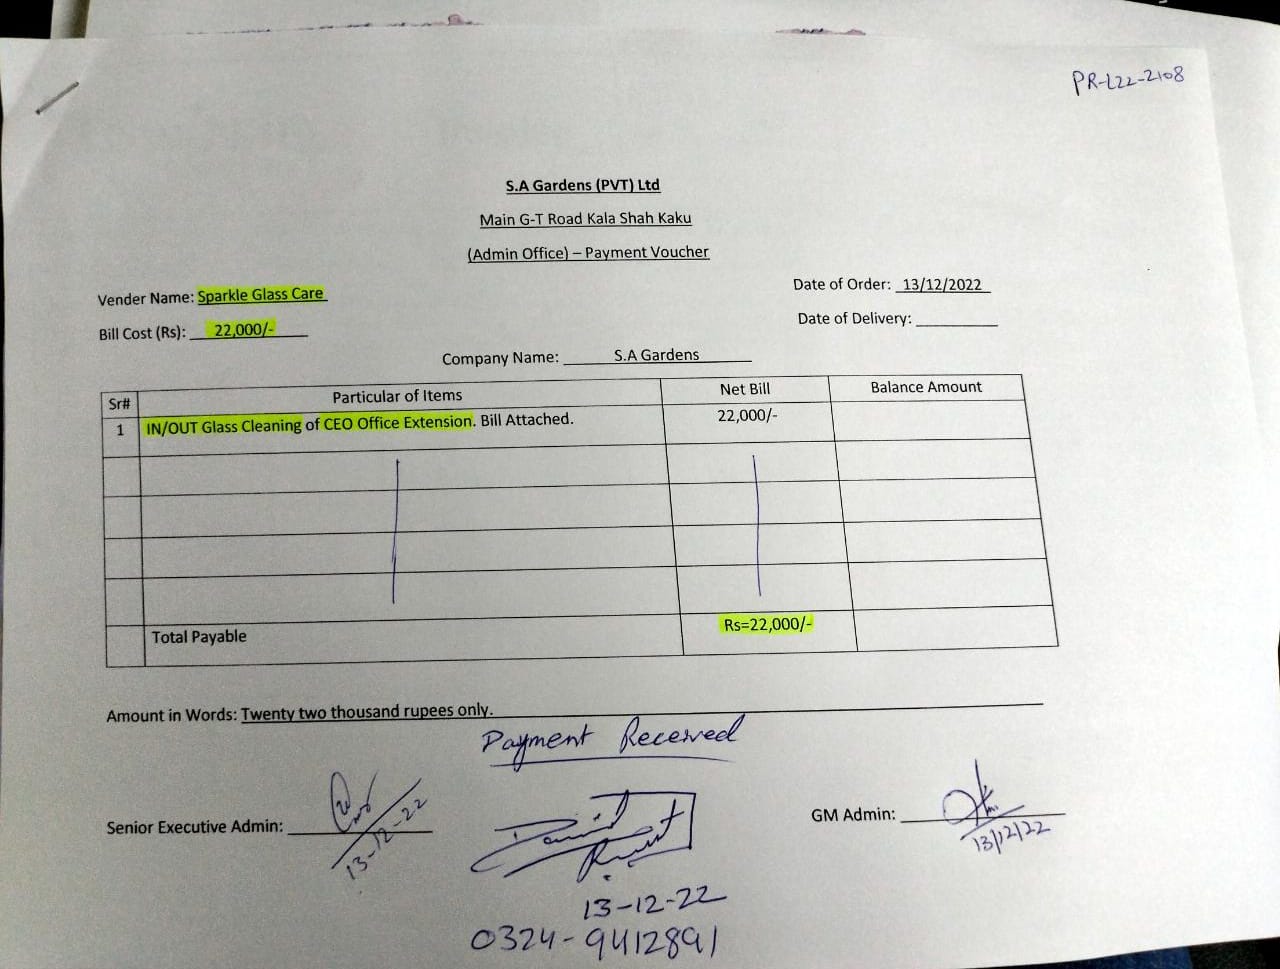 PR-L22-2108
S.A Gardens (PVT) Ltd
Main G-T Road Kala Shah Kaku
(Admin Office) – Payment Voucher
Vender Name: Sparkle Glass Care
Date of Order: 13/12/2022
Bill Cost (Rs): 22,000/-
Date of Delivery:
Company Name: S.A Gardens
Sr# Particular of Items Net Bill Balance Amount
1 IN/OUT Glass Cleaning of CEO Office Extension. Bill Attached. 22,000/-
Total Payable Rs=22,000/-
Amount in Words: Twenty two thousand rupees only.
Payment Received
Senior Executive Admin:
13-12-22
GM Admin:
13/12/22
13-12-22
0324-9412891